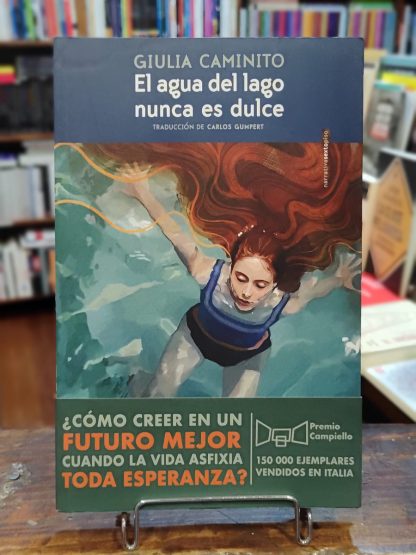 GIULIA CAMINITO
El agua del lago
nunca es dulce
TRADUCCIÓN DE CARLOS GUMPERT
narrativasextopiso
¿CÓMO CREER EN UN
FUTURO MEJOR
CUANDO LA VIDA ASFIXIA
TODA ESPERANZA?
Premio
Campiello
150 000 EJEMPLARES
VENDIDOS EN ITALIA